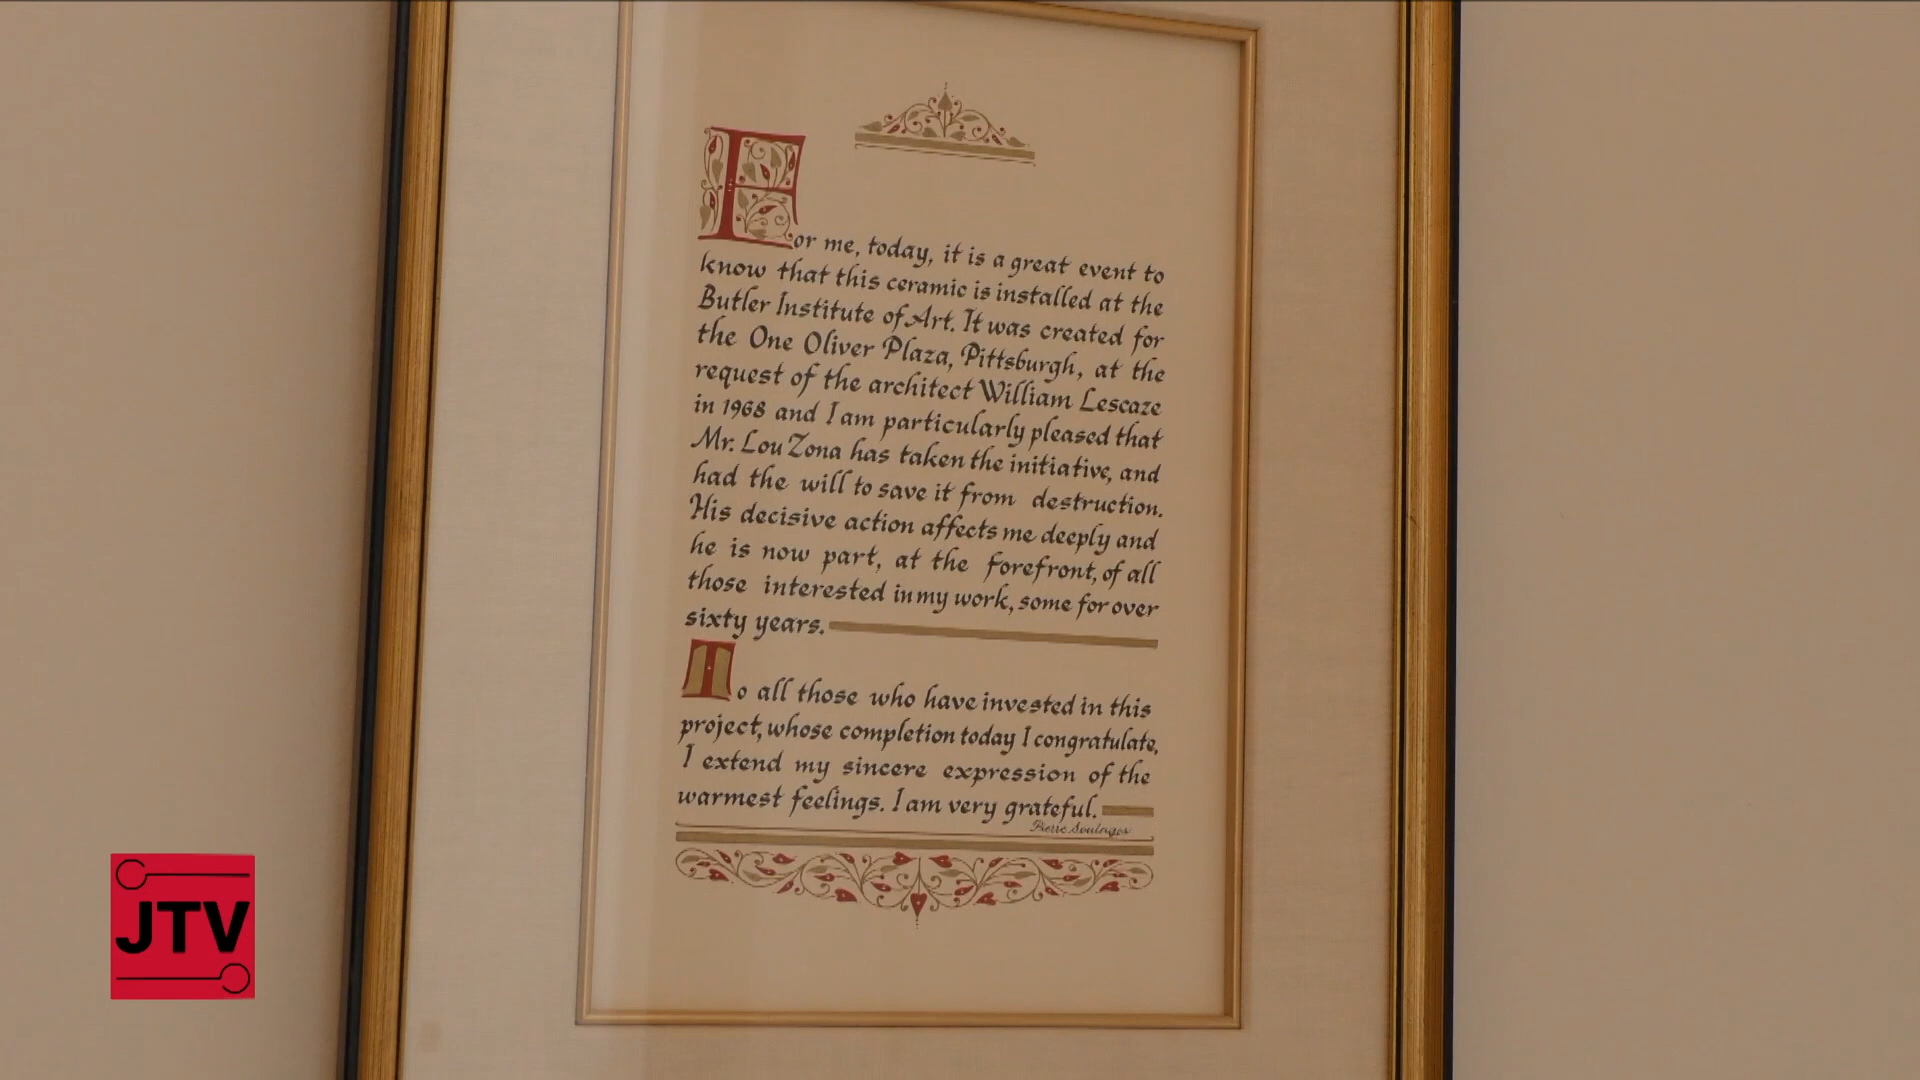 For me, today, it is a great event to
know that this ceramic is installed at the
Butler Institute of Art. It was created for
the One Oliver Plaza, Pittsburgh, at the
request of the architect William Lescaze
in 1968 and I am particularly pleased that
Mr. Lou Zona has taken the initiative, and
had the will to save it from destruction.
His decisive action affects me deeply and
he is now part, at the forefront, of all
those interested in my work, some for over
sixty years.
To all those who have invested in this
project, whose completion today I congratulate,
I extend my sincere expression of the
warmest feelings. I am very grateful.
Pierre Soulages
JTV